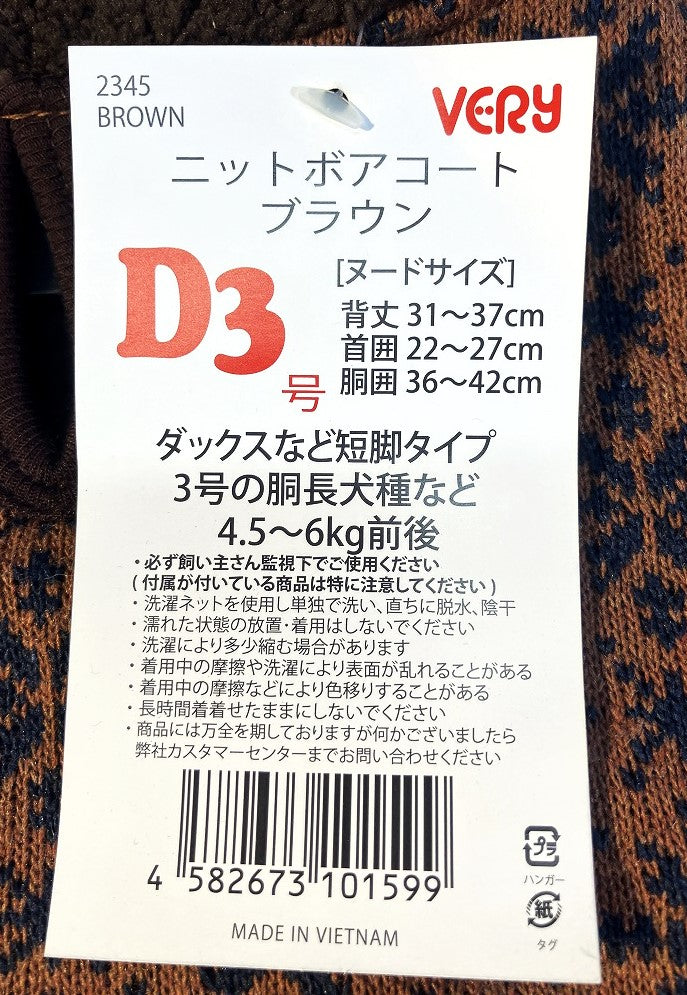 2345
BROWN
VERY
ニットボアコート
ブラウン
D3号
[ヌードサイズ]
背丈 31～37cm
首囲 22～27cm
胴囲 36～42cm
ダックスなど短脚タイプ
3号の胴長犬種など
4.5～6kg前後
・必ず飼い主さん監視下でご使用ください
(付属が付いている商品は特に注意してください)
・洗濯ネットを使用し単独で洗い、直ちに脱水、陰干
・濡れた状態の放置・着用はしないでください
・洗濯により多少縮む場合があります
・着用中の摩擦や洗濯により表面が乱れることがある
・着用中の摩擦などにより色移りすることがある
・長時間着着せたままにしないでください
・商品には万全を期しておりますが何かございましたら
弊社カスタマーセンターまでお問い合わせください
4 582673 101599
MADE IN VIETNAM
プラ
ハンガー
紙
タグ